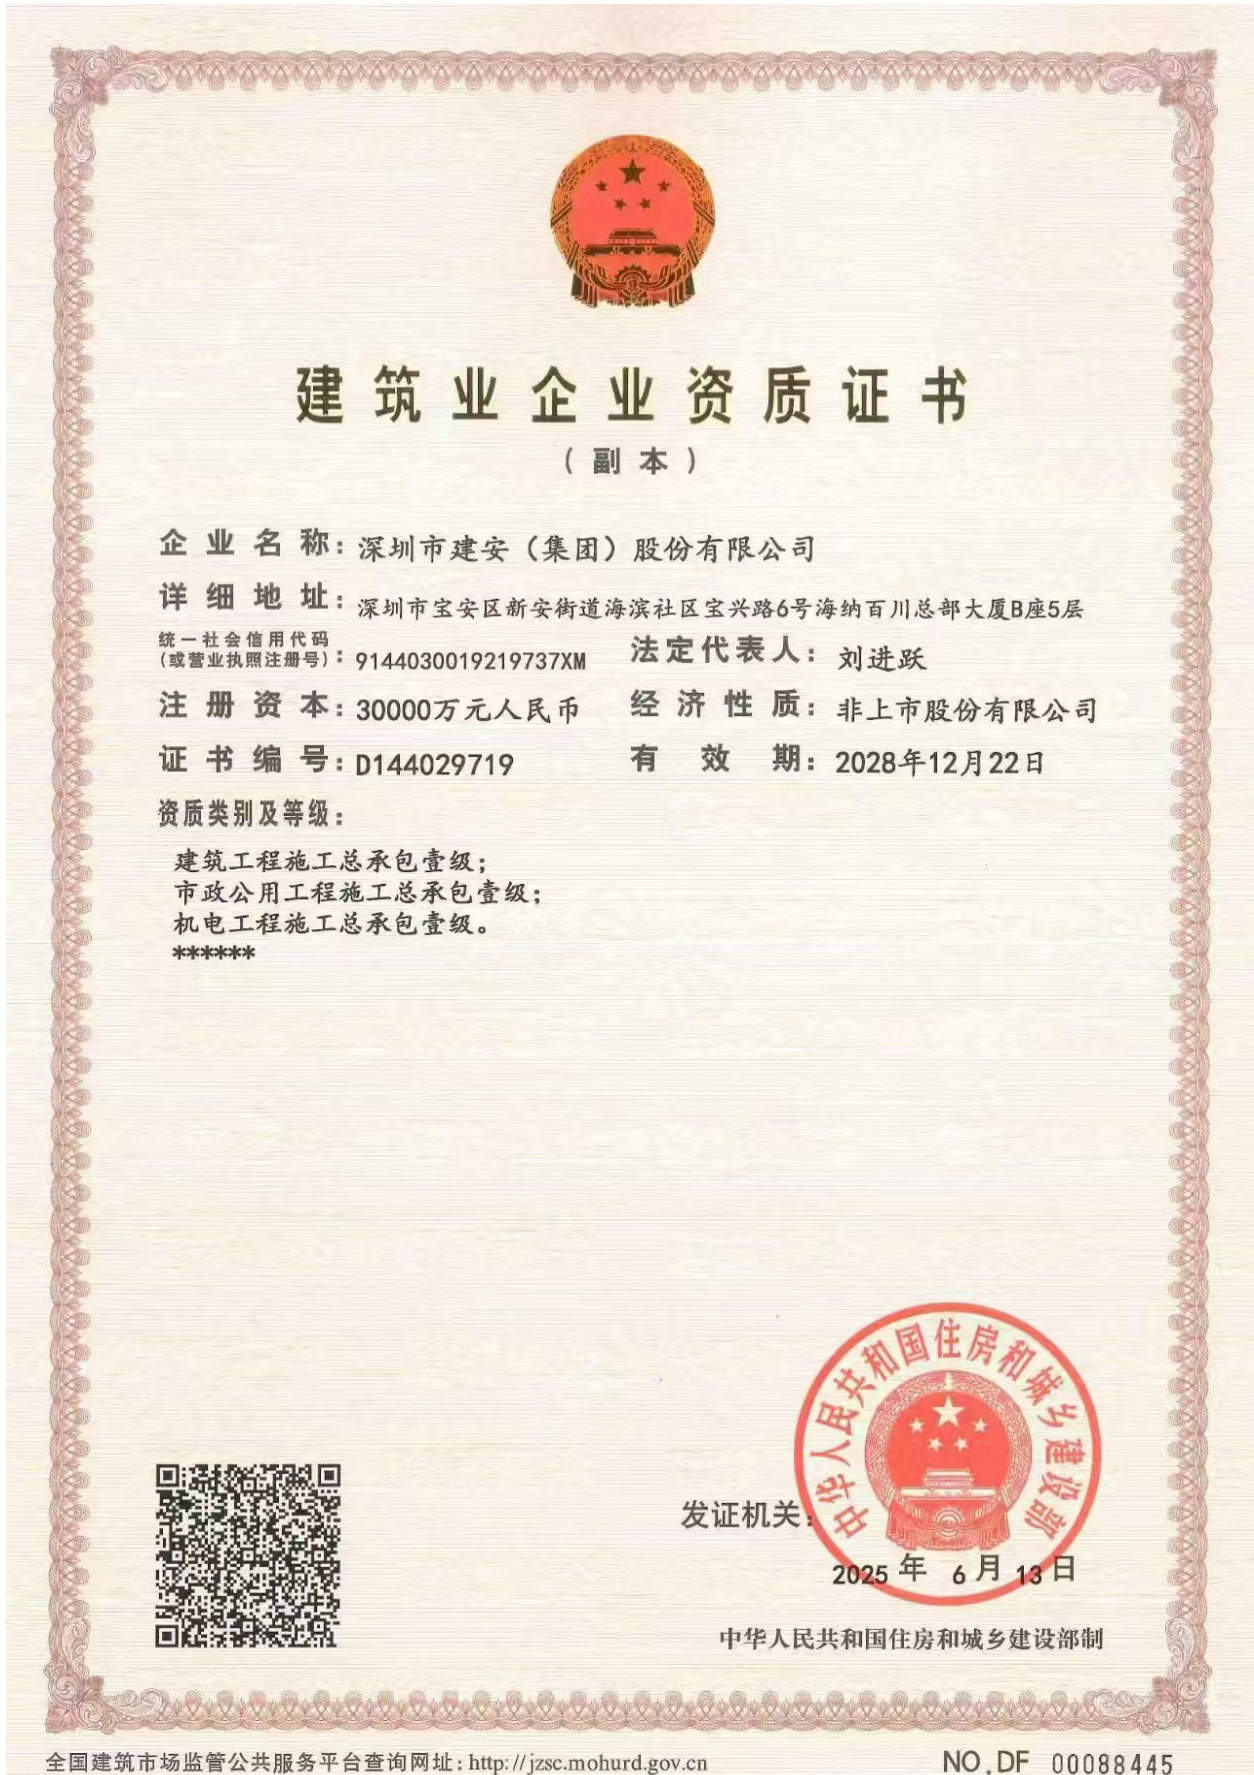 建筑业企业资质证书
（副本）
企业名称：深圳市建安（集团）股份有限公司
详细地址：深圳市宝安区新安街道海滨社区宝兴路6号海纳百川总部大厦B座5层
统一社会信用代码
（或营业执照注册号）：9144030019219737XM 法定代表人：刘进跃
注册资本：30000万元人民币 经济性质：非上市股份有限公司
证书编号：D144029719 有效期：2028年12月22日
资质类别及等级：
建筑工程施工总承包壹级；
市政公用工程施工总承包壹级；
机电工程施工总承包壹级。
******
中华人民共和国住房和城乡建设部
发证机关：
2025年 6月 13日
中华人民共和国住房和城乡建设部制
全国建筑市场监管公共服务平台查询网址：http://jzsc.mohurd.gov.cn NO.DF 00088445